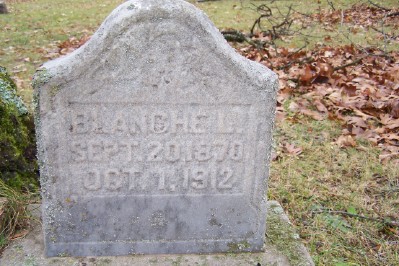 BLANCHE L.
SEPT. 20, 1870
OCT. 1, 1912